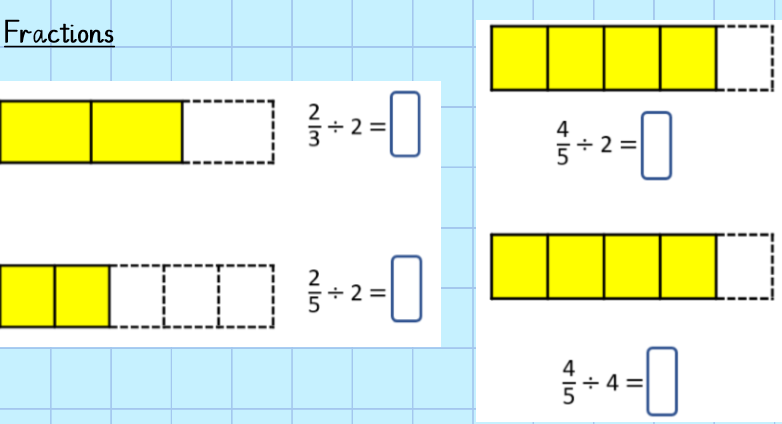 Fractions
2/3 ÷ 2 =
2/5 ÷ 2 =
4/5 ÷ 2 =
4/5 ÷ 4 =